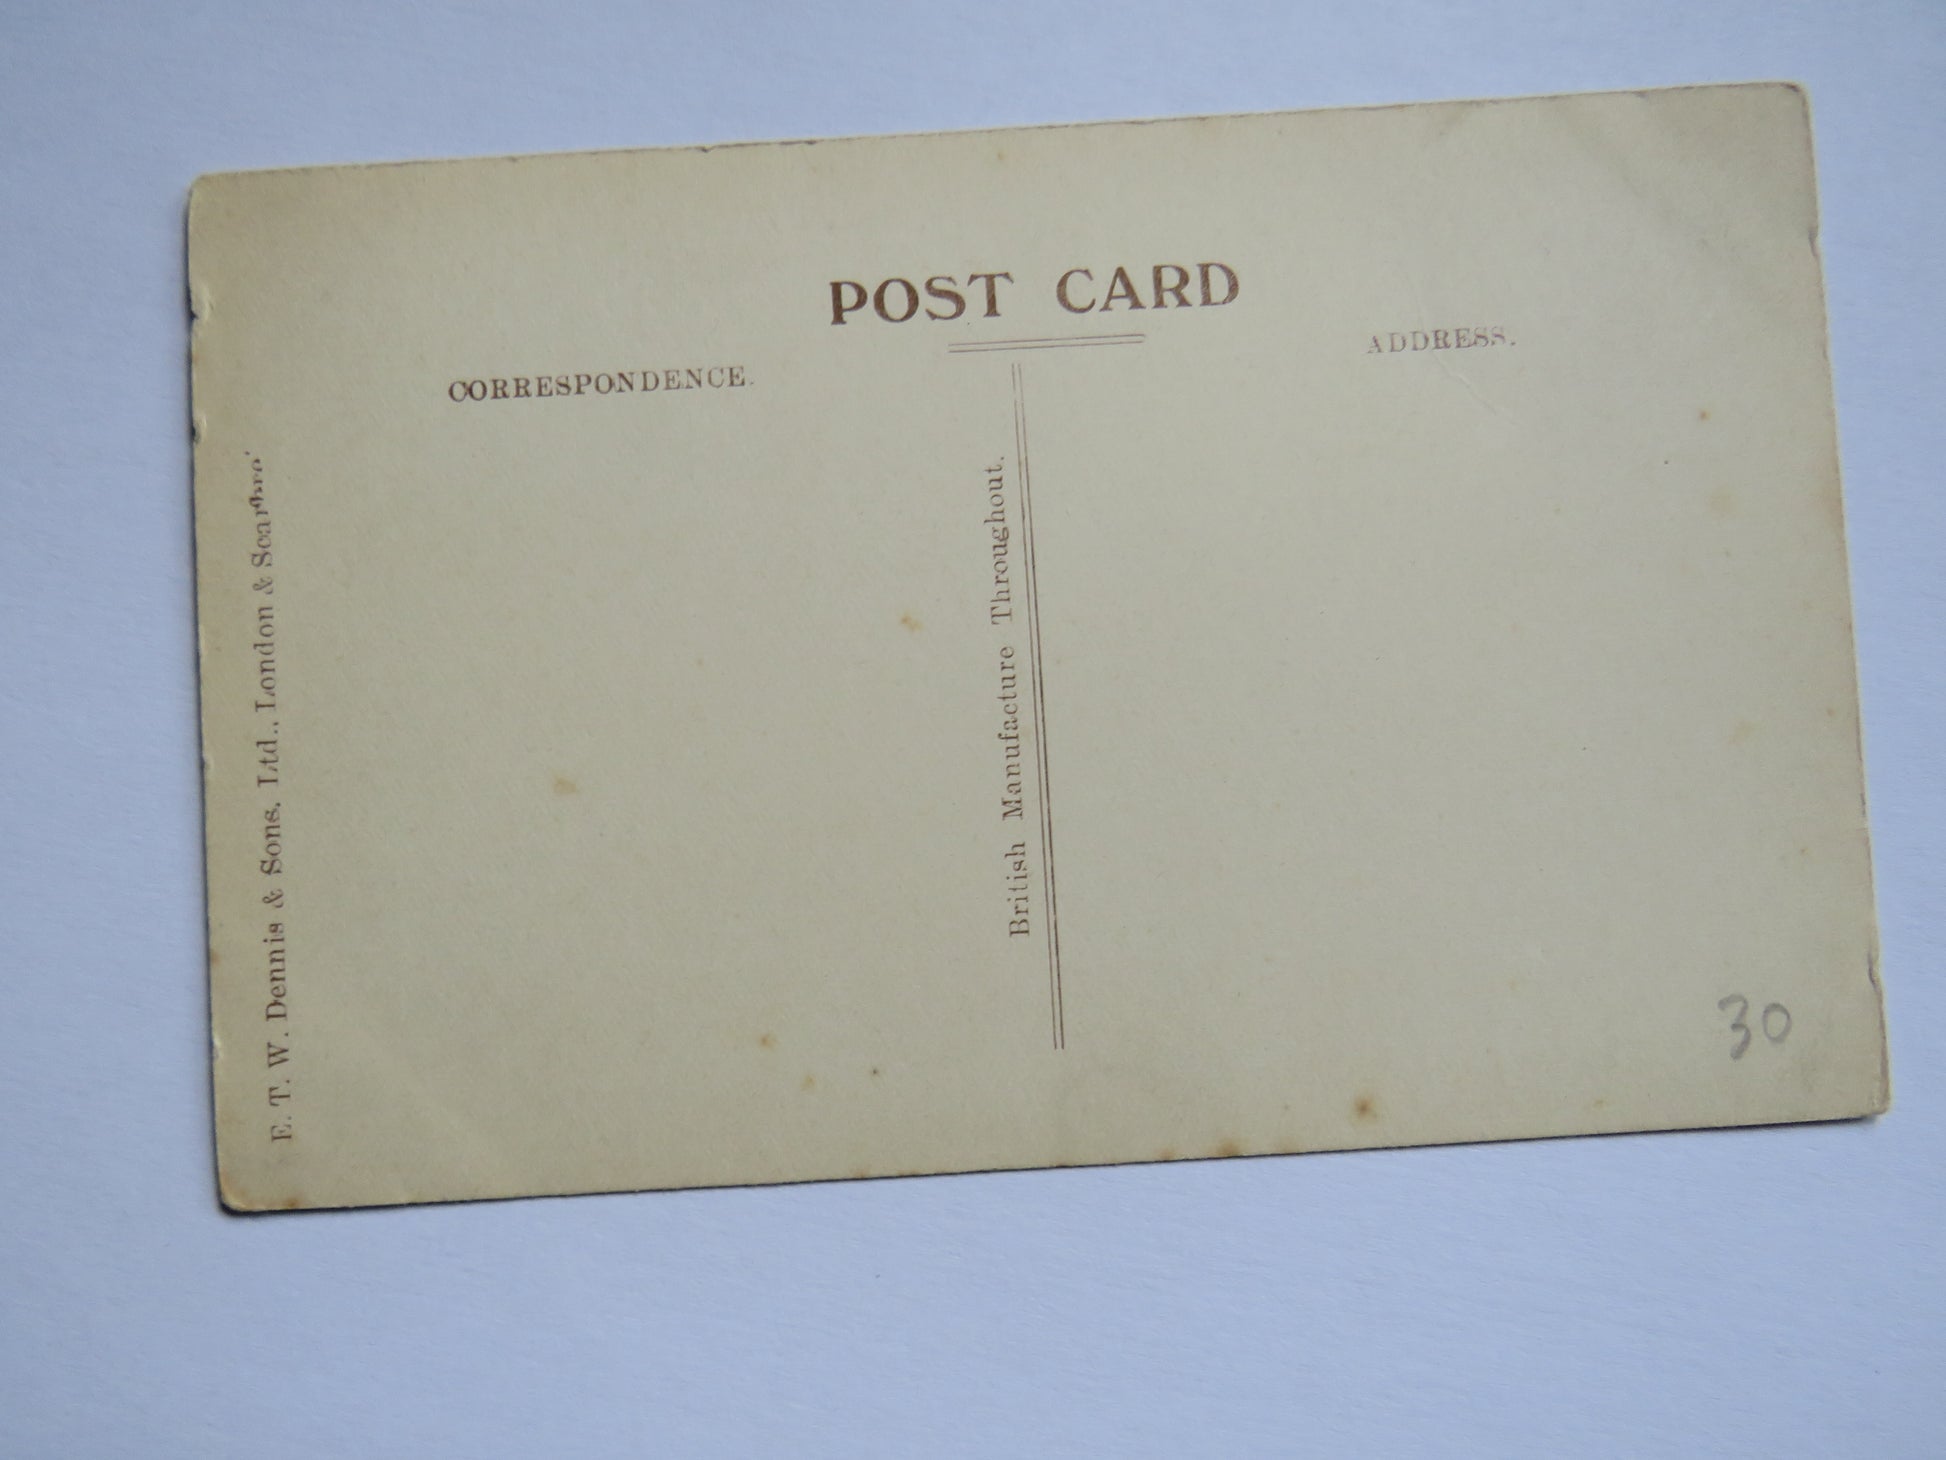 POST CARD
CORRESPONDENCE.
ADDRESS.
E. T. W. Dennis & Sons, Ltd., London & Scarbro'
British Manufacture Throughout.
30